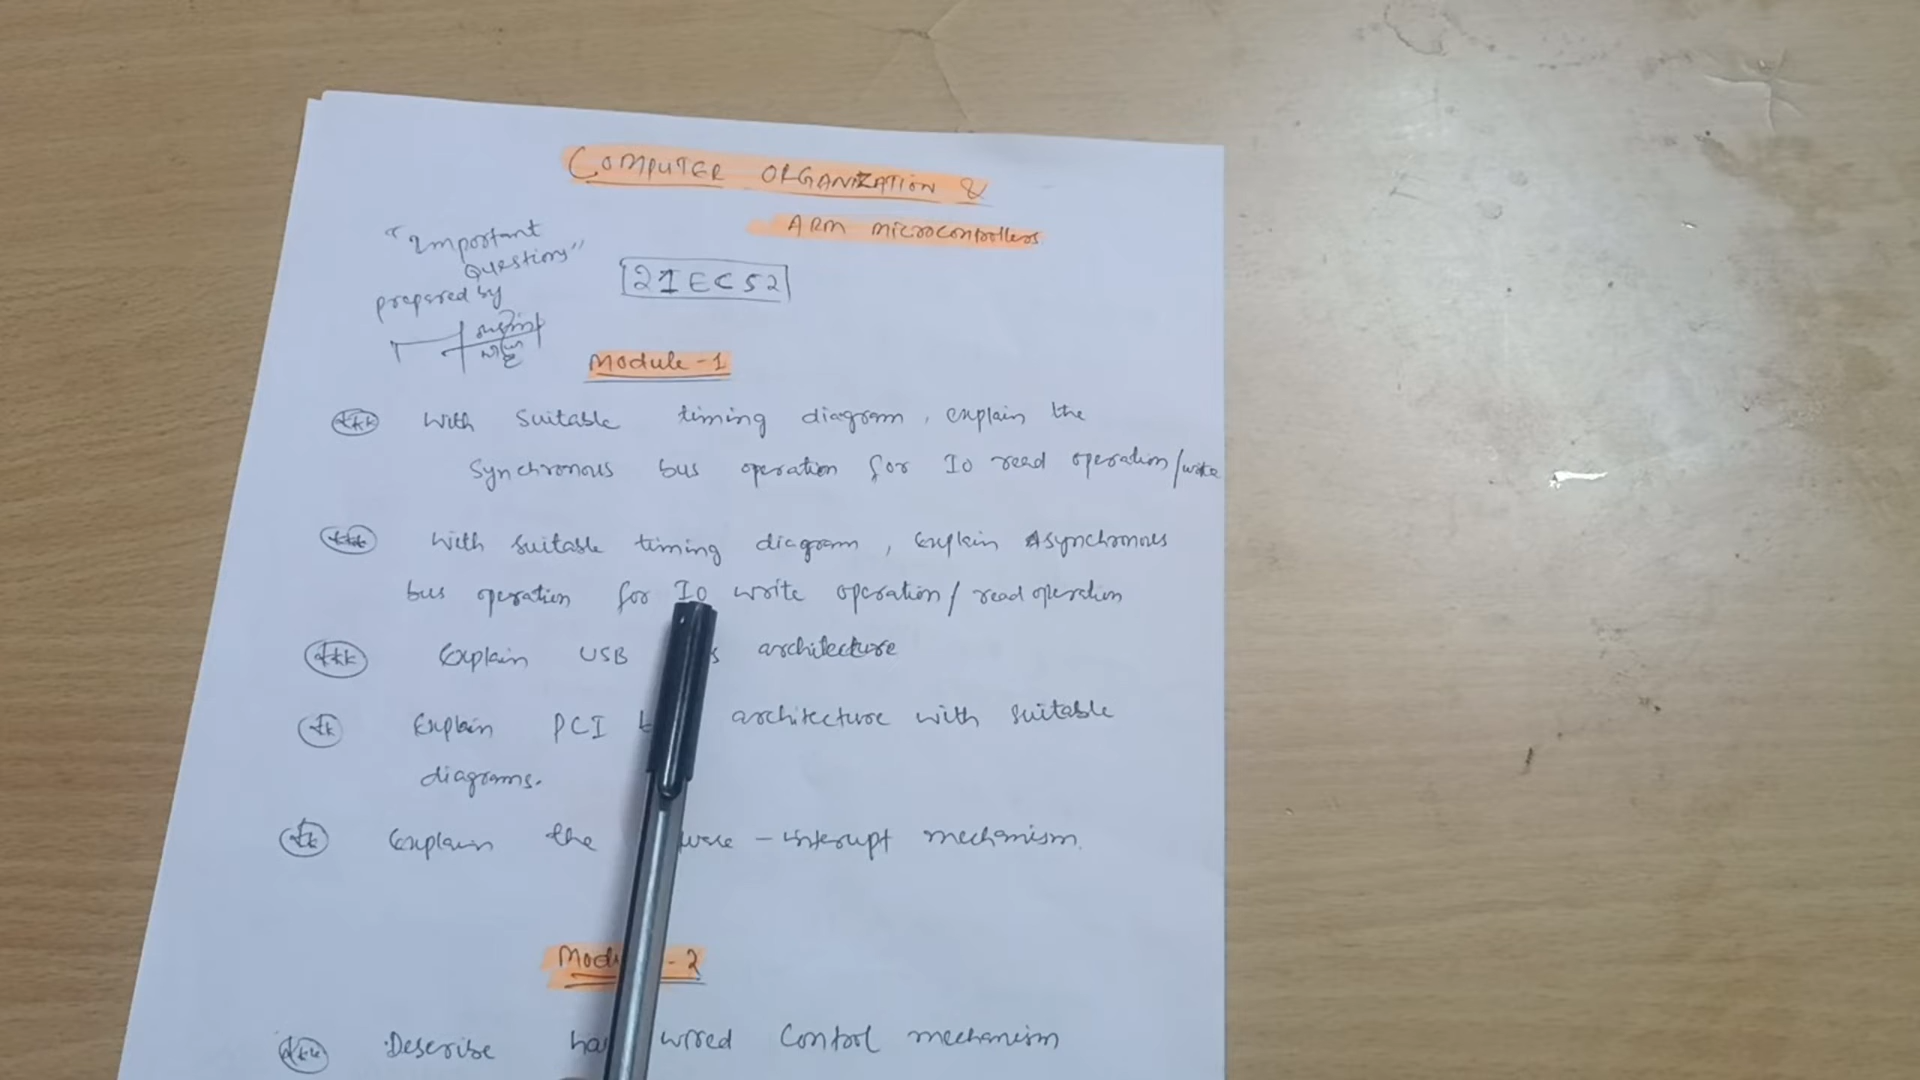 COMPUTER ORGANIZATION &
ARM microcontrollers
"Important
Questions"
prepared by
21EC52
Module-1
*** With suitable timing diagram, explain the
synchronous bus operation for IO read operation/write
*** With suitable timing diagram, explain Asynchronous
bus operation for IO write operation/read operation
*** Explain USB architecture
** Explain PCI architecture with suitable
diagrams.
** Explain the - interupt mechanism.
- 2
*** Describe wired control mechanism